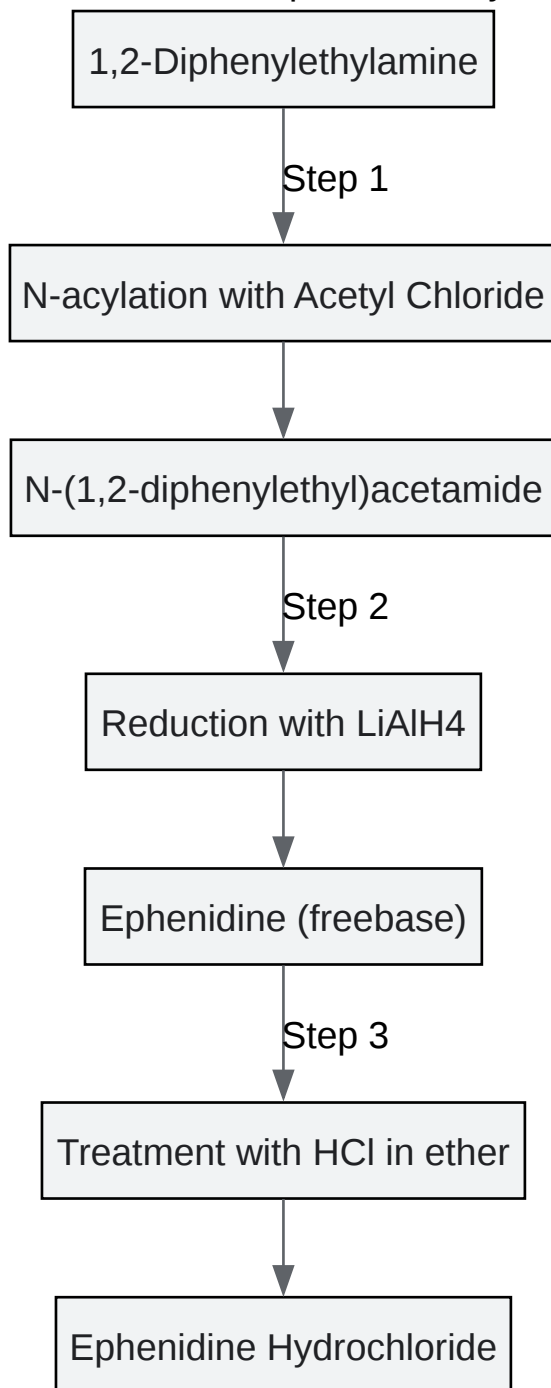 1,2-Diphenylethylamine
Step 1
N-acylation with Acetyl Chloride
N-(1,2-diphenylethyl)acetamide
Step 2
Reduction with LiAlH4
Ephenidine (freebase)
Step 3
Treatment with HCl in ether
Ephenidine Hydrochloride